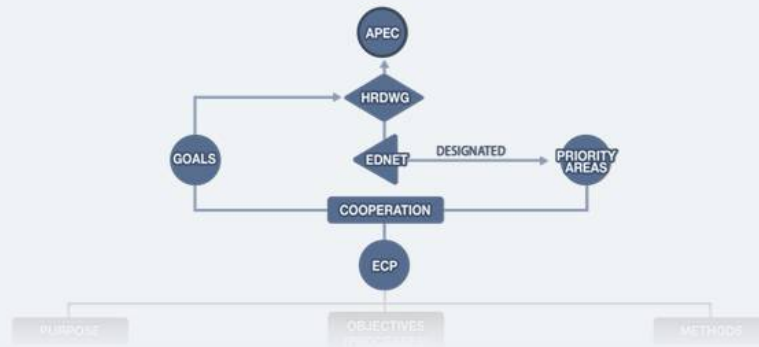 APEC
HRDWG
GOALS
EDNET
DESIGNATED
PRIORITY
AREAS
COOPERATION
ECP
PURPOSE
OBJECTIVES
METHODS